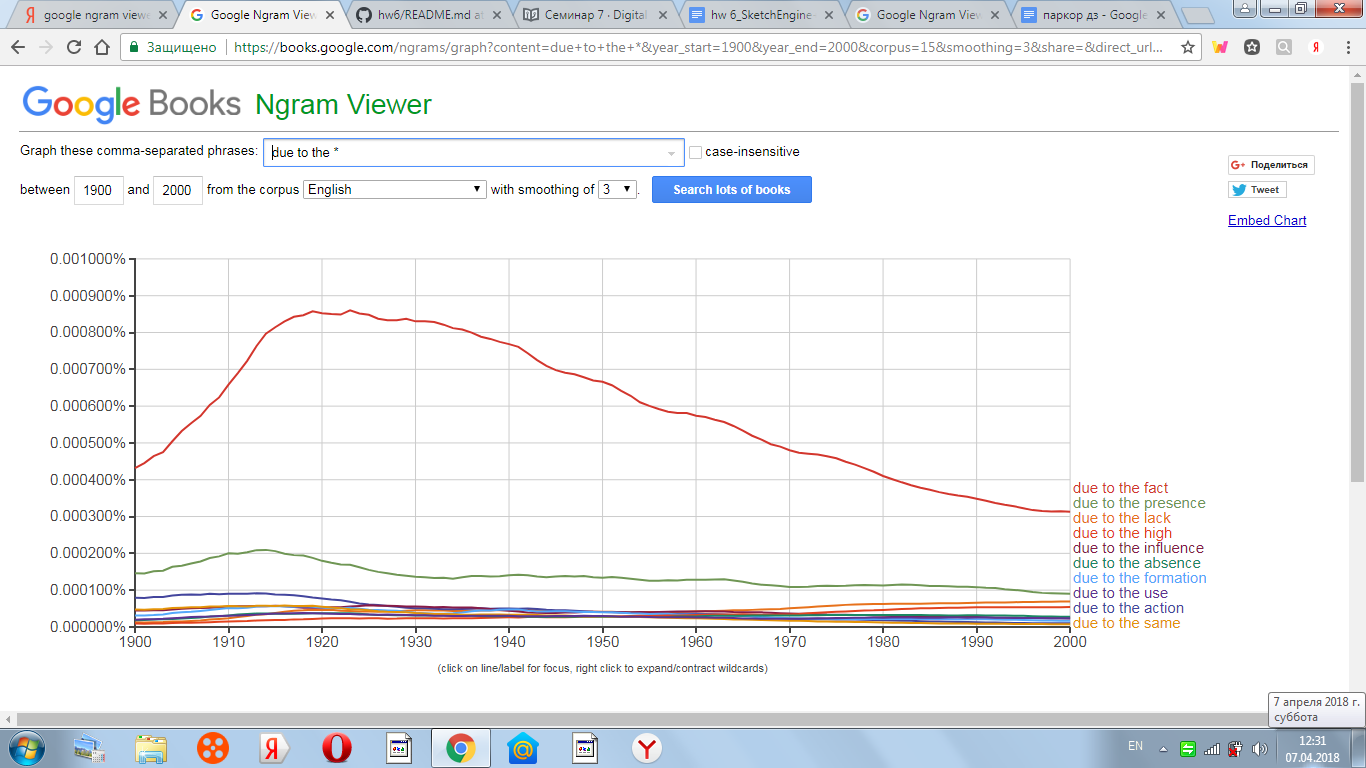 google ngram viewe
Google Ngram View
hw6/README.md at
Семинар 7 · Digital
hw 6_SketchEngine-
Google Ngram View
паркор дз - Google
Защищено https://books.google.com/ngrams/graph?content=due+to+the+*&year_start=1900&year_end=2000&corpus=15&smoothing=3&share=&direct_url...
Google Books Ngram Viewer
Graph these comma-separated phrases: due to the * case-insensitive
between 1900 and 2000 from the corpus English with smoothing of 3 . Search lots of books
G+ Поделиться
Tweet
Embed Chart
0.001000%
0.000900%
0.000800%
0.000700%
0.000600%
0.000500%
0.000400%
0.000300%
0.000200%
0.000100%
0.000000%
due to the fact
due to the presence
due to the lack
due to the high
due to the influence
due to the absence
due to the formation
due to the use
due to the action
due to the same
1900 1910 1920 1930 1940 1950 1960 1970 1980 1990 2000
(click on line/label for focus, right click to expand/contract wildcards)
7 апреля 2018 г.
суббота
EN
12:31
07.04.2018